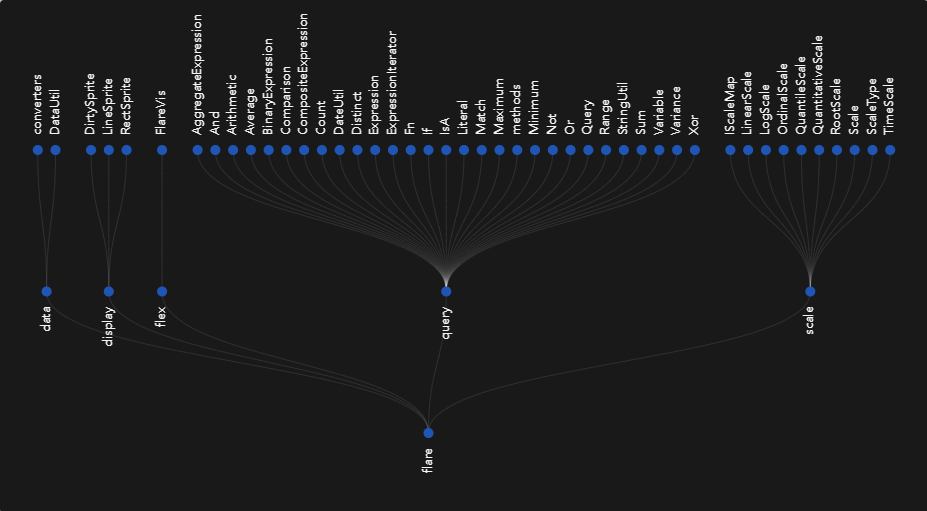 converters
DataUtil
DirtySprite
LineSprite
RectSprite
FlareVis
AggregateExpression
And
Arithmetic
Average
BinaryExpression
Comparison
CompositeExpression
Count
DateUtil
Distinct
Expression
ExpressionIterator
Fn
If
IsA
Literal
Match
Maximum
methods
Minimum
Not
Or
Query
Range
StringUtil
Sum
Variable
Variance
Xor
IScaleMap
LinearScale
LogScale
OrdinalScale
QuantileScale
QuantitativeScale
RootScale
Scale
ScaleType
TimeScale
data
display
flex
query
scale
flare